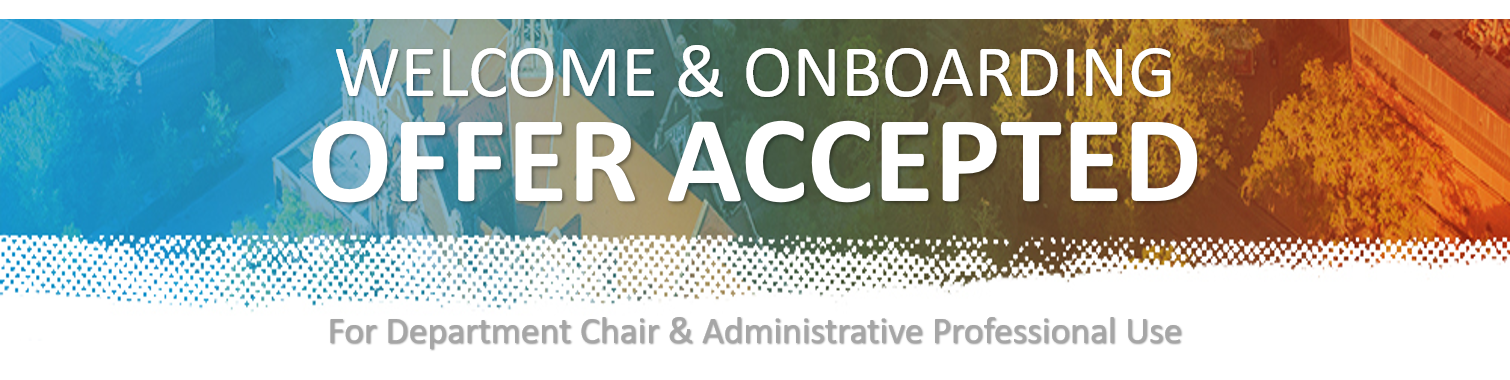 WELCOME & ONBOARDING
OFFER ACCEPTED
For Department Chair & Administrative Professional Use